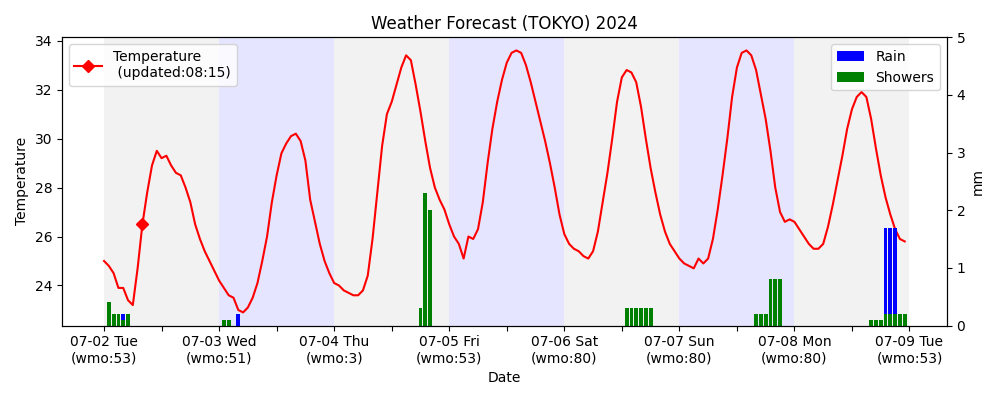 Weather Forecast (TOKYO) 2024
Temperature
(updated:08:15)
Rain
Showers
34
32
30
28
26
24
Temperature
5
4
3
2
1
0
mm
07-02 Tue
(wmo:53)
07-03 Wed
(wmo:51)
07-04 Thu
(wmo:3)
07-05 Fri
(wmo:53)
07-06 Sat
(wmo:80)
07-07 Sun
(wmo:80)
07-08 Mon
(wmo:80)
07-09 Tue
(wmo:53)
Date